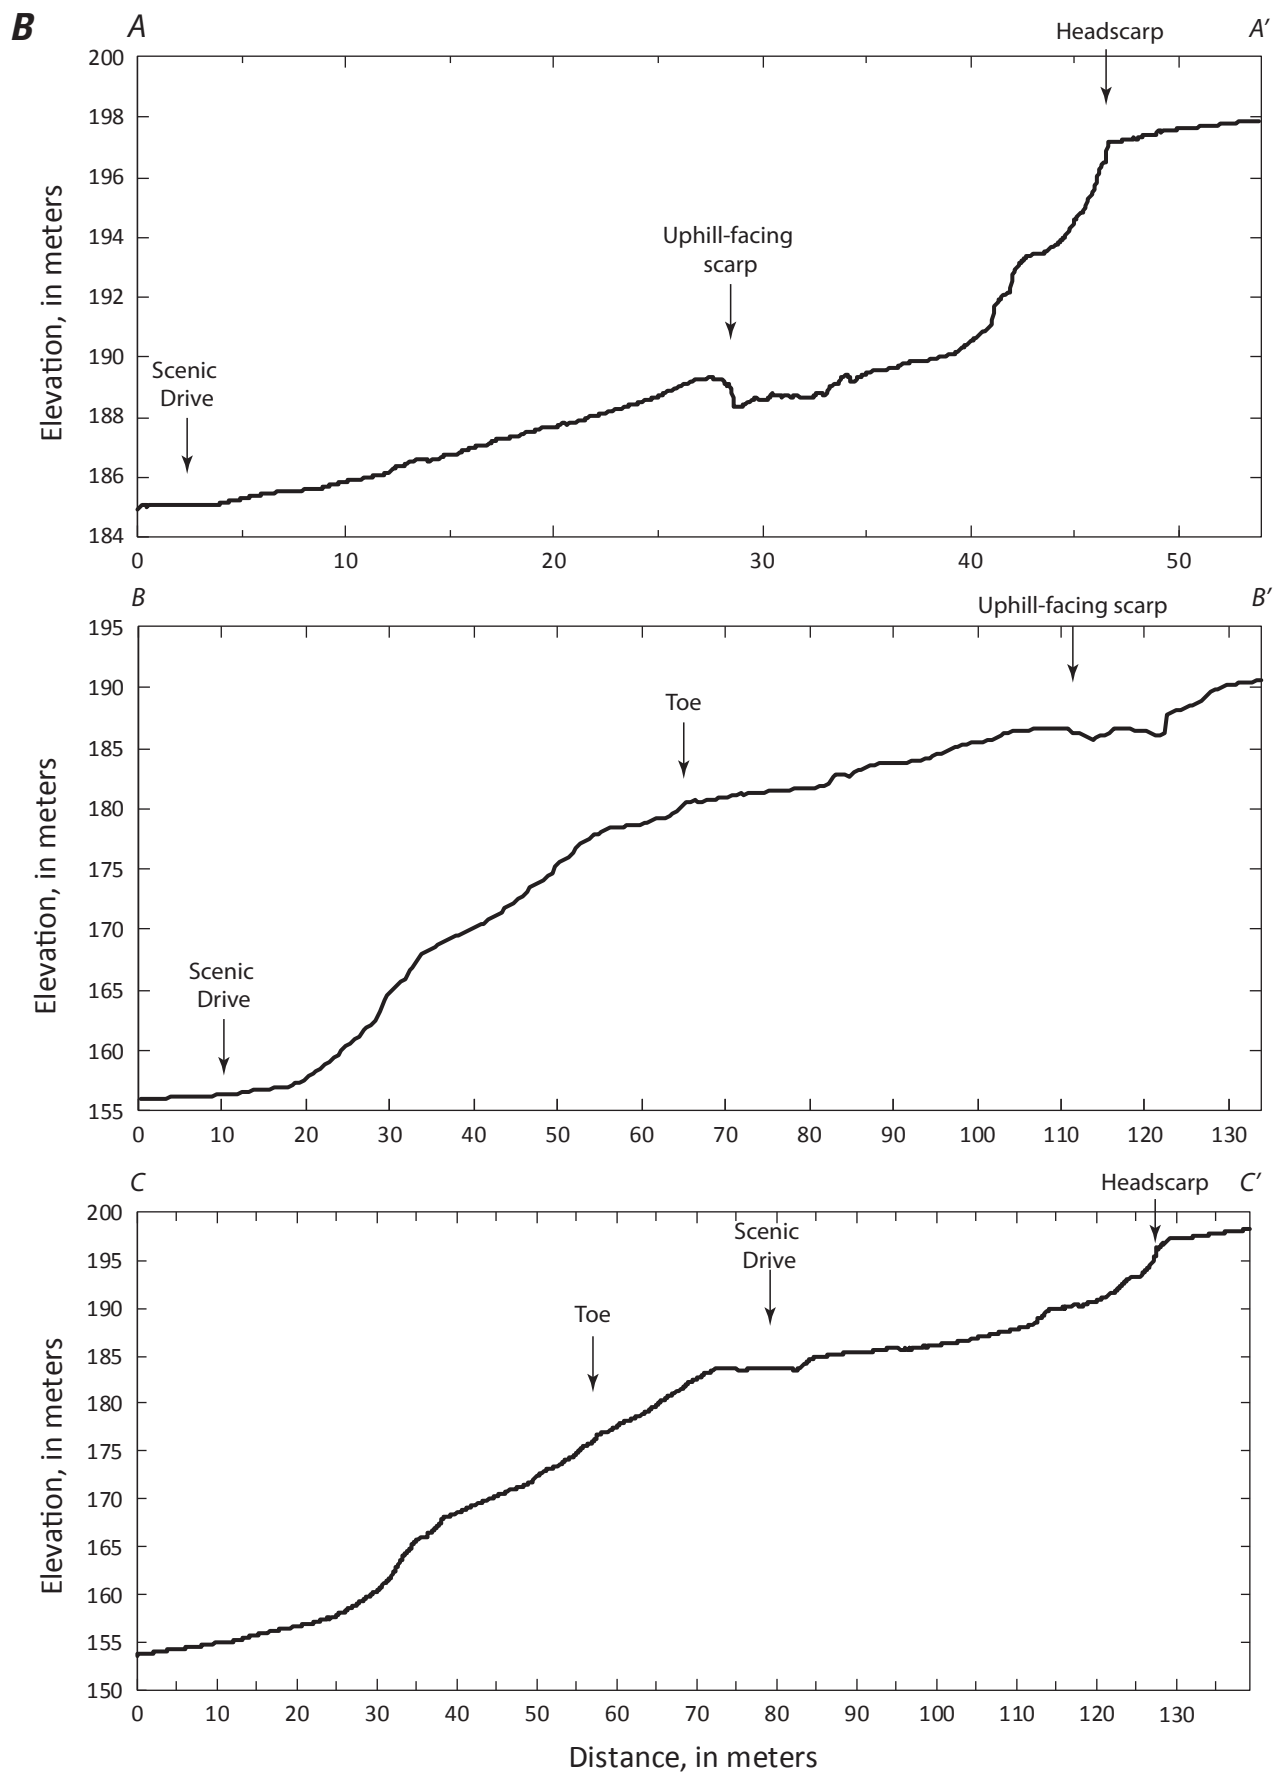 B
A
Headscarp
A′
200
198
196
194
192
190
188
186
184
Elevation, in meters
Uphill-facing
scarp
Scenic
Drive
0 10 20 30 40 50
B
Uphill-facing scarp
B′
195
190
185
180
175
170
165
160
155
Elevation, in meters
Toe
Scenic
Drive
0 10 20 30 40 50 60 70 80 90 100 110 120 130
C
Headscarp
C′
200
195
190
185
180
175
170
165
160
155
150
Elevation, in meters
Scenic
Drive
Toe
0 10 20 30 40 50 60 70 80 90 100 110 120 130
Distance, in meters